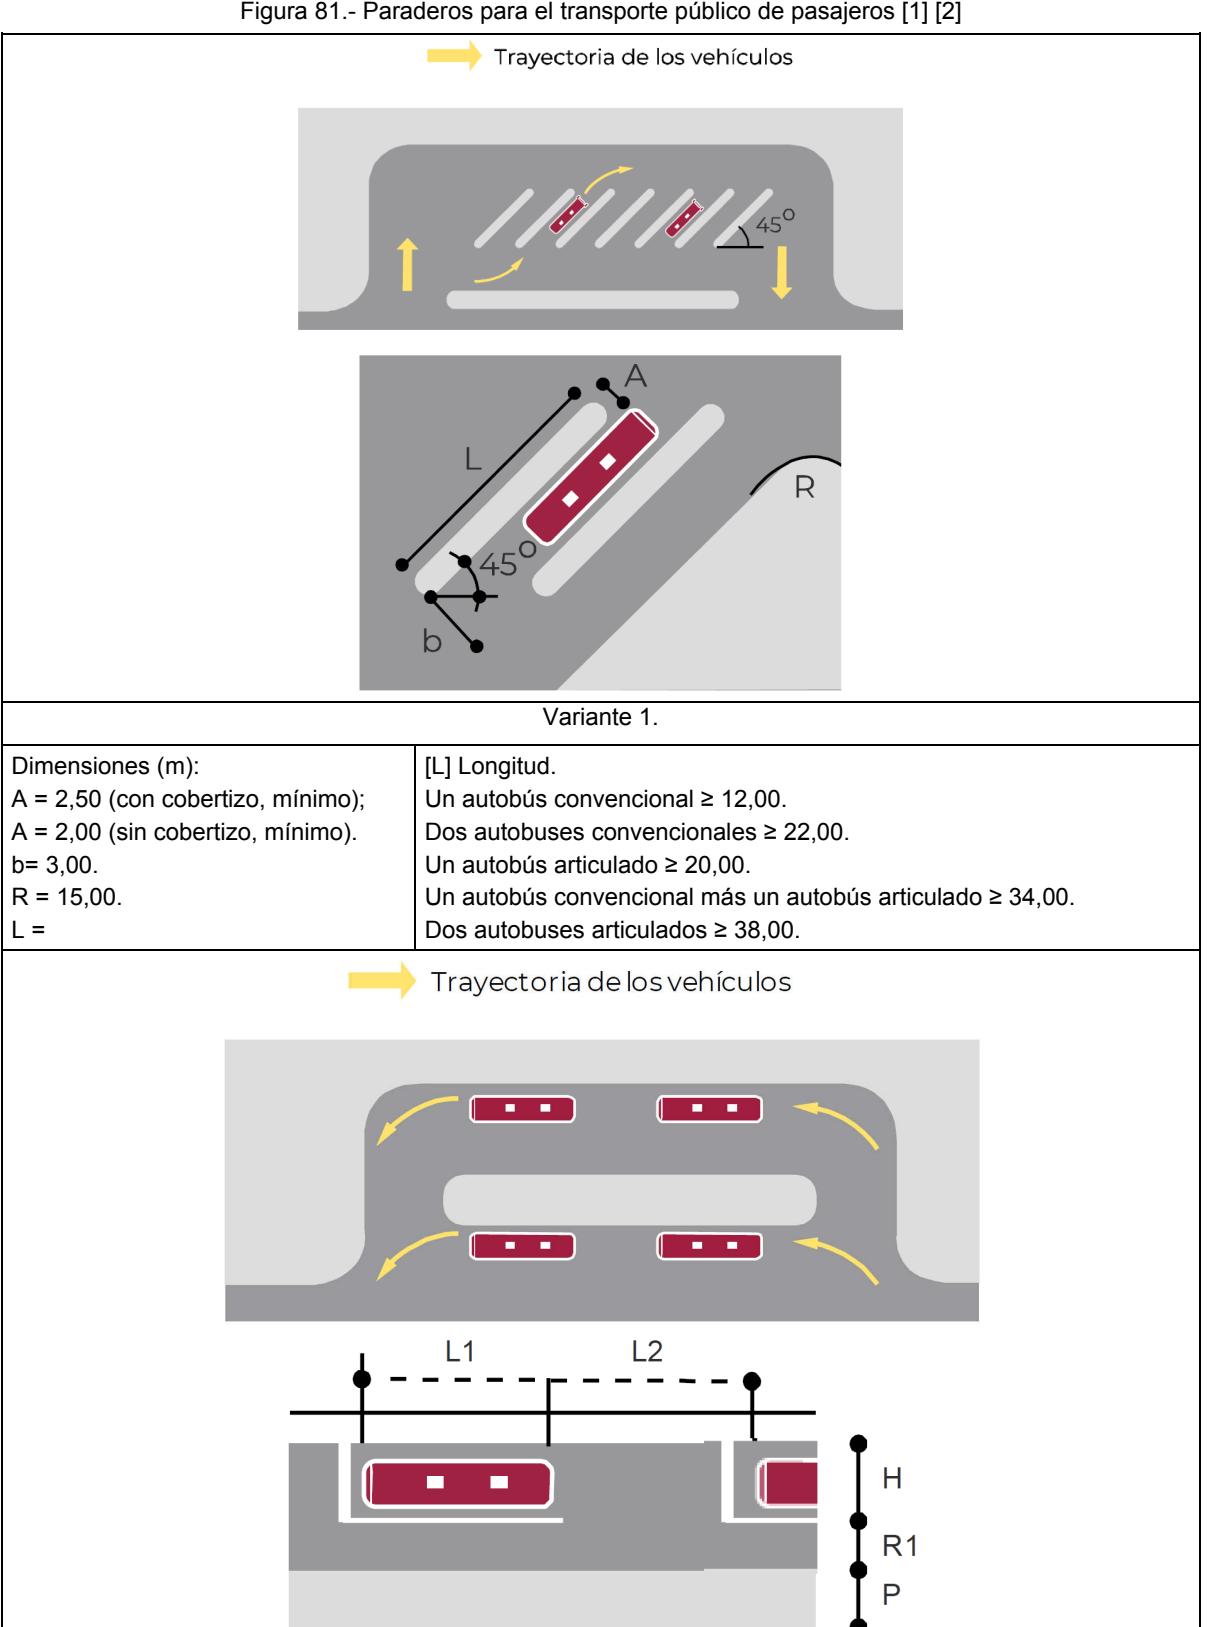 Figura 81.- Paraderos para el transporte público de pasajeros [1] [2]
Trayectoria de los vehículos
45°
A
L
R
45°
b
Variante 1.
Dimensiones (m):
A = 2,50 (con cobertizo, mínimo);
A = 2,00 (sin cobertizo, mínimo).
b= 3,00.
R = 15,00.
L =
[L] Longitud.
Un autobús convencional ≥ 12,00.
Dos autobuses convencionales ≥ 22,00.
Un autobús articulado ≥ 20,00.
Un autobús convencional más un autobús articulado ≥ 34,00.
Dos autobuses articulados ≥ 38,00.
Trayectoria de los vehículos
L1 L2
H
R1
P